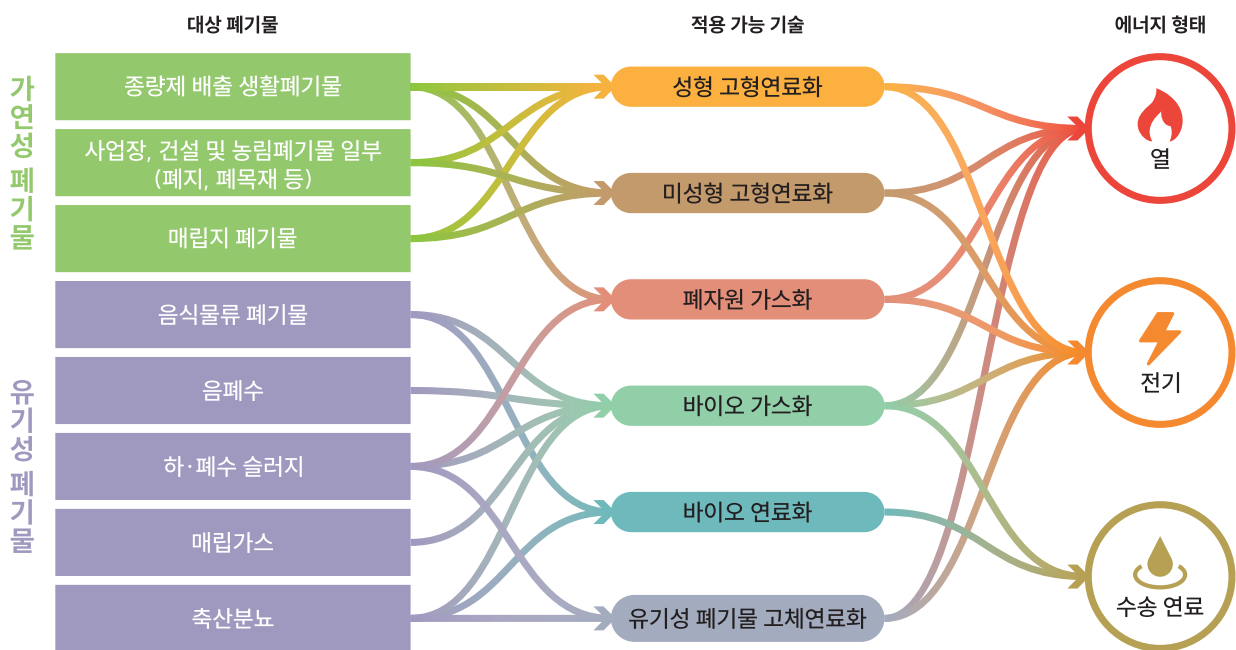 대상 폐기물
적용 가능 기술
에너지 형태
가연성 폐기물
종량제 배출 생활폐기물
사업장, 건설 및 농림폐기물 일부
(폐지, 폐목재 등)
매립지 폐기물
유기성 폐기물
음식물류 폐기물
음폐수
하·폐수 슬러지
매립가스
축산분뇨
성형 고형연료화
미성형 고형연료화
폐자원 가스화
바이오 가스화
바이오 연료화
유기성 폐기물 고체연료화
열
전기
수송 연료